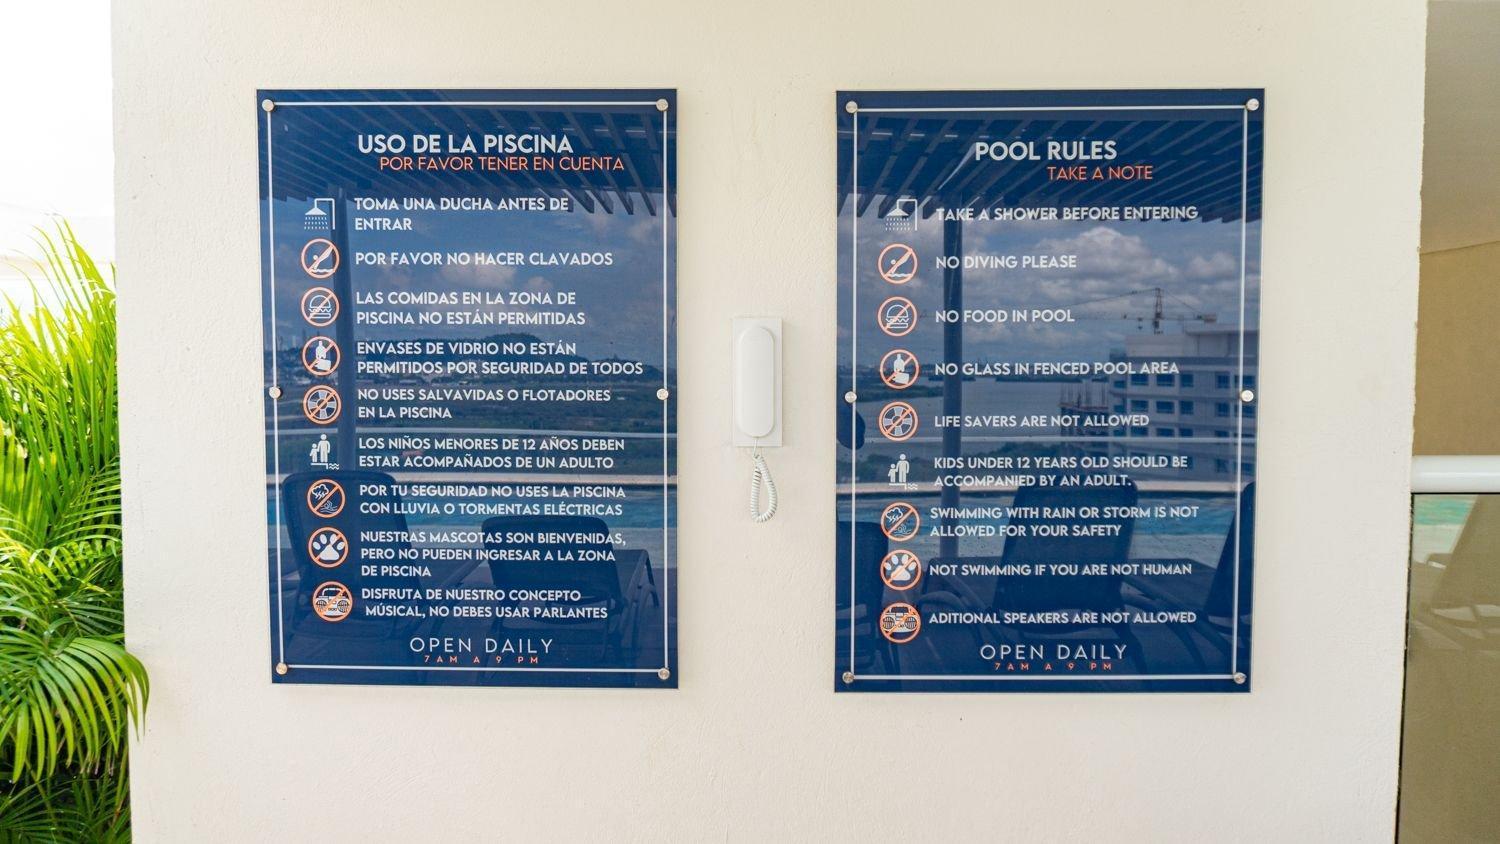 USO DE LA PISCINA
POR FAVOR TENER EN CUENTA
TOMA UNA DUCHA ANTES DE
ENTRAR
POR FAVOR NO HACER CLAVADOS
LAS COMIDAS EN LA ZONA DE
PISCINA NO ESTÁN PERMITIDAS
ENVASES DE VIDRIO NO ESTÁN
PERMITIDOS POR SEGURIDAD DE TODOS
NO USES SALVAVIDAS O FLOTADORES
EN LA PISCINA
LOS NIÑOS MENORES DE 12 AÑOS DEBEN
ESTAR ACOMPAÑADOS DE UN ADULTO
POR TU SEGURIDAD NO USES LA PISCINA
CON LLUVIA O TORMENTAS ELÉCTRICAS
NUESTRAS MASCOTAS SON BIENVENIDAS,
PERO NO PUEDEN INGRESAR A LA ZONA
DE PISCINA
DISFRUTA DE NUESTRO CONCEPTO
MÚSICAL, NO DEBES USAR PARLANTES
OPEN DAILY
7AM A 9 PM
POOL RULES
TAKE A NOTE
TAKE A SHOWER BEFORE ENTERING
NO DIVING PLEASE
NO FOOD IN POOL
NO GLASS IN FENCED POOL AREA
LIFE SAVERS ARE NOT ALLOWED
KIDS UNDER 12 YEARS OLD SHOULD BE
ACCOMPANIED BY AN ADULT.
SWIMMING WITH RAIN OR STORM IS NOT
ALLOWED FOR YOUR SAFETY
NOT SWIMMING IF YOU ARE NOT HUMAN
ADITIONAL SPEAKERS ARE NOT ALLOWED
OPEN DAILY
7AM A 9 PM